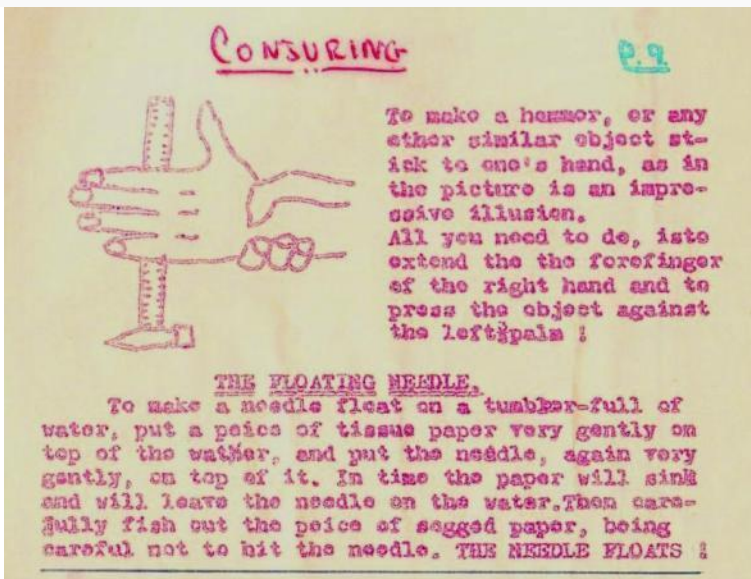 CONJURING
P.9
To make a hammer, or any
other similar object st-
ick to one's hand, as in
the picture is an impre-
ssive illusion.
All you need to do, isto
extend the the forefinger
of the right hand and to
press the object against
the left palm !
THE FLOATING NEEDLE.
To make a needle float on a tumbler-full of
water, put a peice of tissue paper very gently on
top of the water, and put the needle, again very
gently, on top of it. In time the paper will sink
and will leave the needle on the water.Then care-
fully fish out the peice of sogged paper, being
careful not to hit the needle. THE NEEDLE FLOATS !